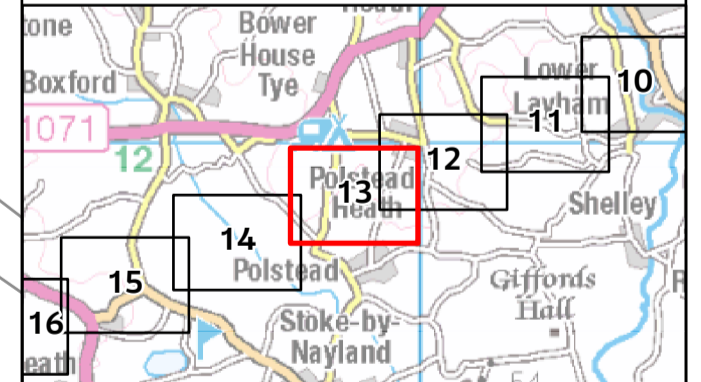 tone
Bower
House
Tye
Boxford
1071
12
Lower
Layham
10
11
12
Polstead
Heath
13
Shelley
14
Polstead
15
Giffords
Hall
16
Stoke-by-
Nayland
eath